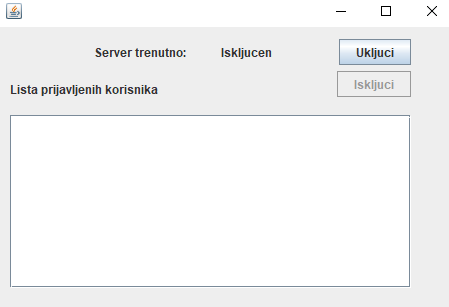 Server trenutno: Iskljucen Ukljuci
Iskljuci
Lista prijavljenih korisnika